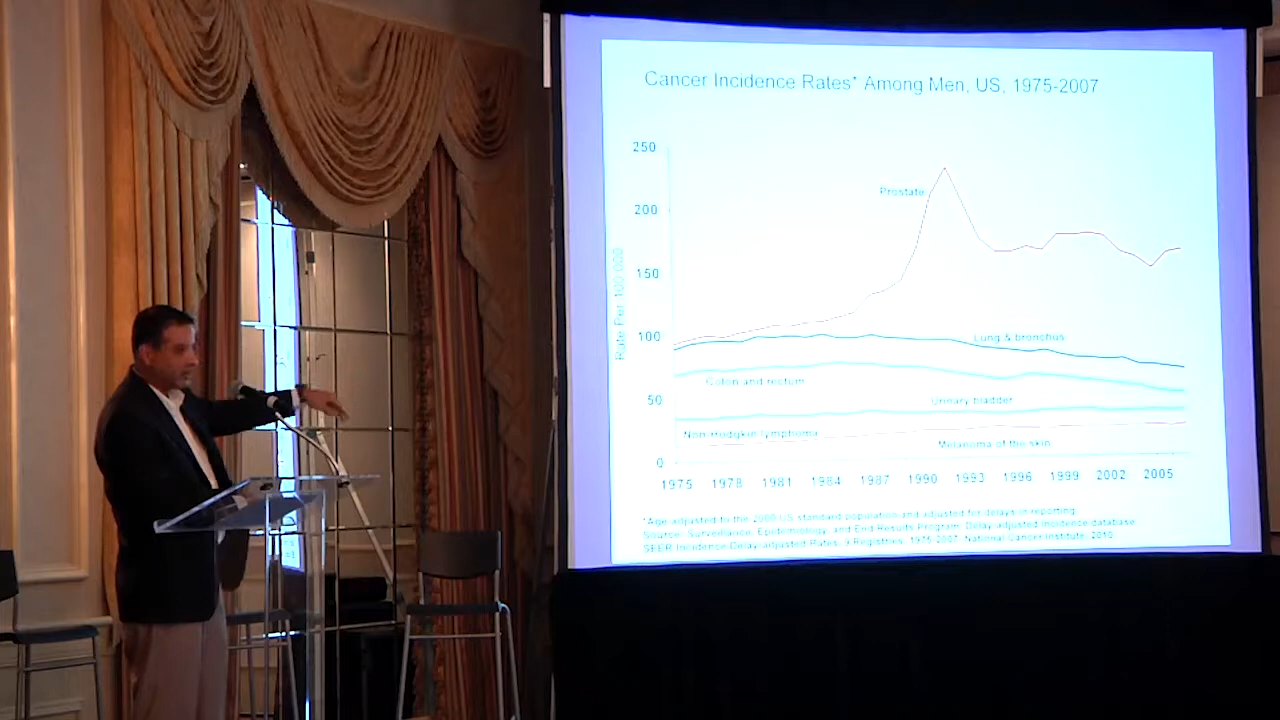 Cancer Incidence Rates* Among Men, US, 1975-2007
250
200
150
100
50
0
Rate Per 100,000
Prostate
Lung & bronchus
Colon and rectum
Urinary bladder
Non-Hodgkin lymphoma
Melanoma of the skin
1975 1978 1981 1984 1987 1990 1993 1996 1999 2002 2005
*Age-adjusted to the 2000 US standard population and adjusted for delays in reporting.
Source: Surveillance, Epidemiology, and End Results Program, Delay-adjusted Incidence database:
SEER Incidence Delay-adjusted Rates, 9 Registries, 1975-2007, National Cancer Institute, 2010.